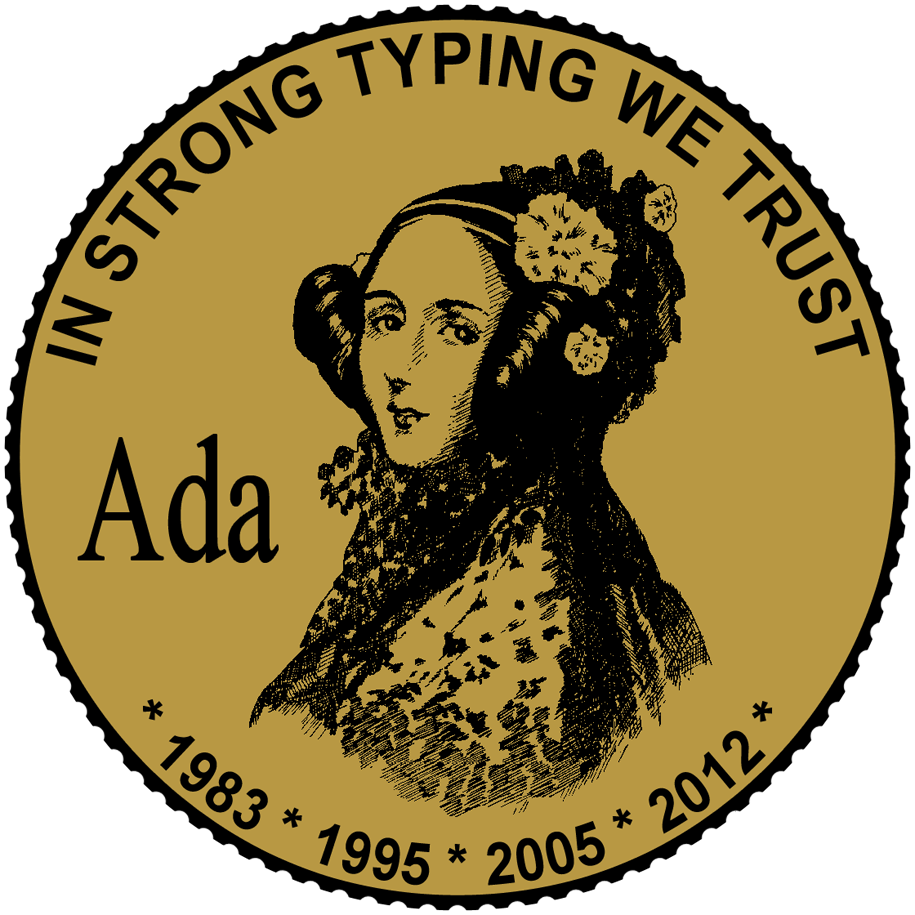 IN STRONG TYPING WE TRUST
Ada
* 1983 * 1995 * 2005 * 2012 *